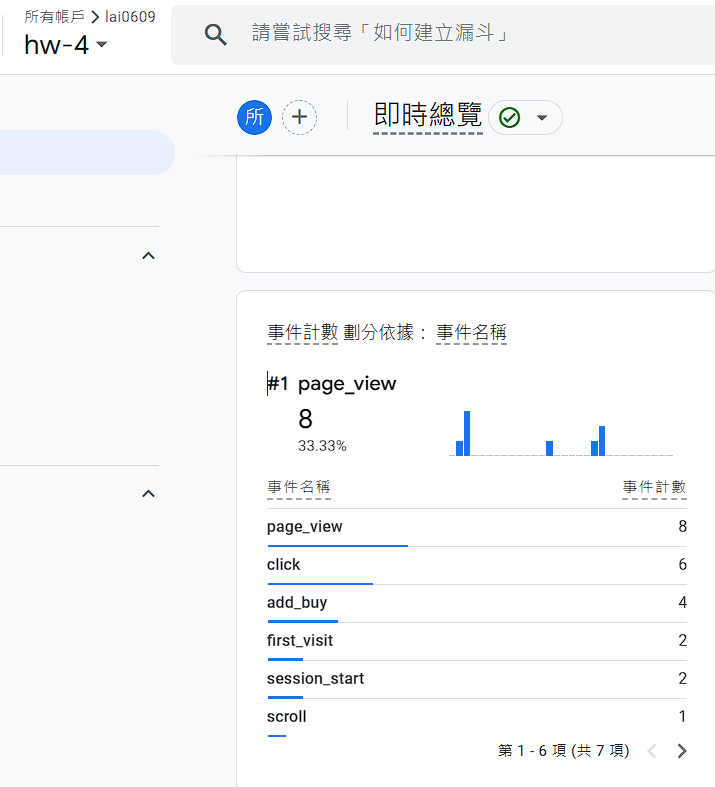 所有帳戶 > lai0609
hw-4
請嘗試搜尋「如何建立漏斗」
所
即時總覽
事件計數 劃分依據： 事件名稱
#1 page_view
8
33.33%
事件名稱 事件計數
page_view 8
click 6
add_buy 4
first_visit 2
session_start 2
scroll 1
第 1 - 6 項 (共 7 項)